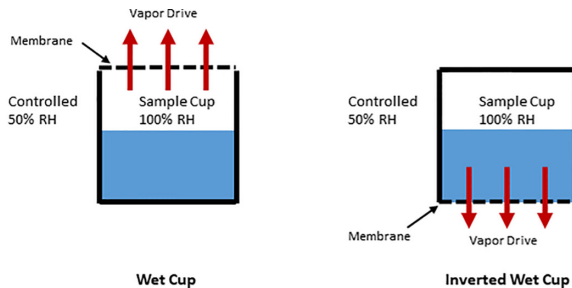 Vapor Drive
Membrane
Controlled
50% RH
Sample Cup
100% RH
Wet Cup
Controlled
50% RH
Sample Cup
100% RH
Membrane
Vapor Drive
Inverted Wet Cup